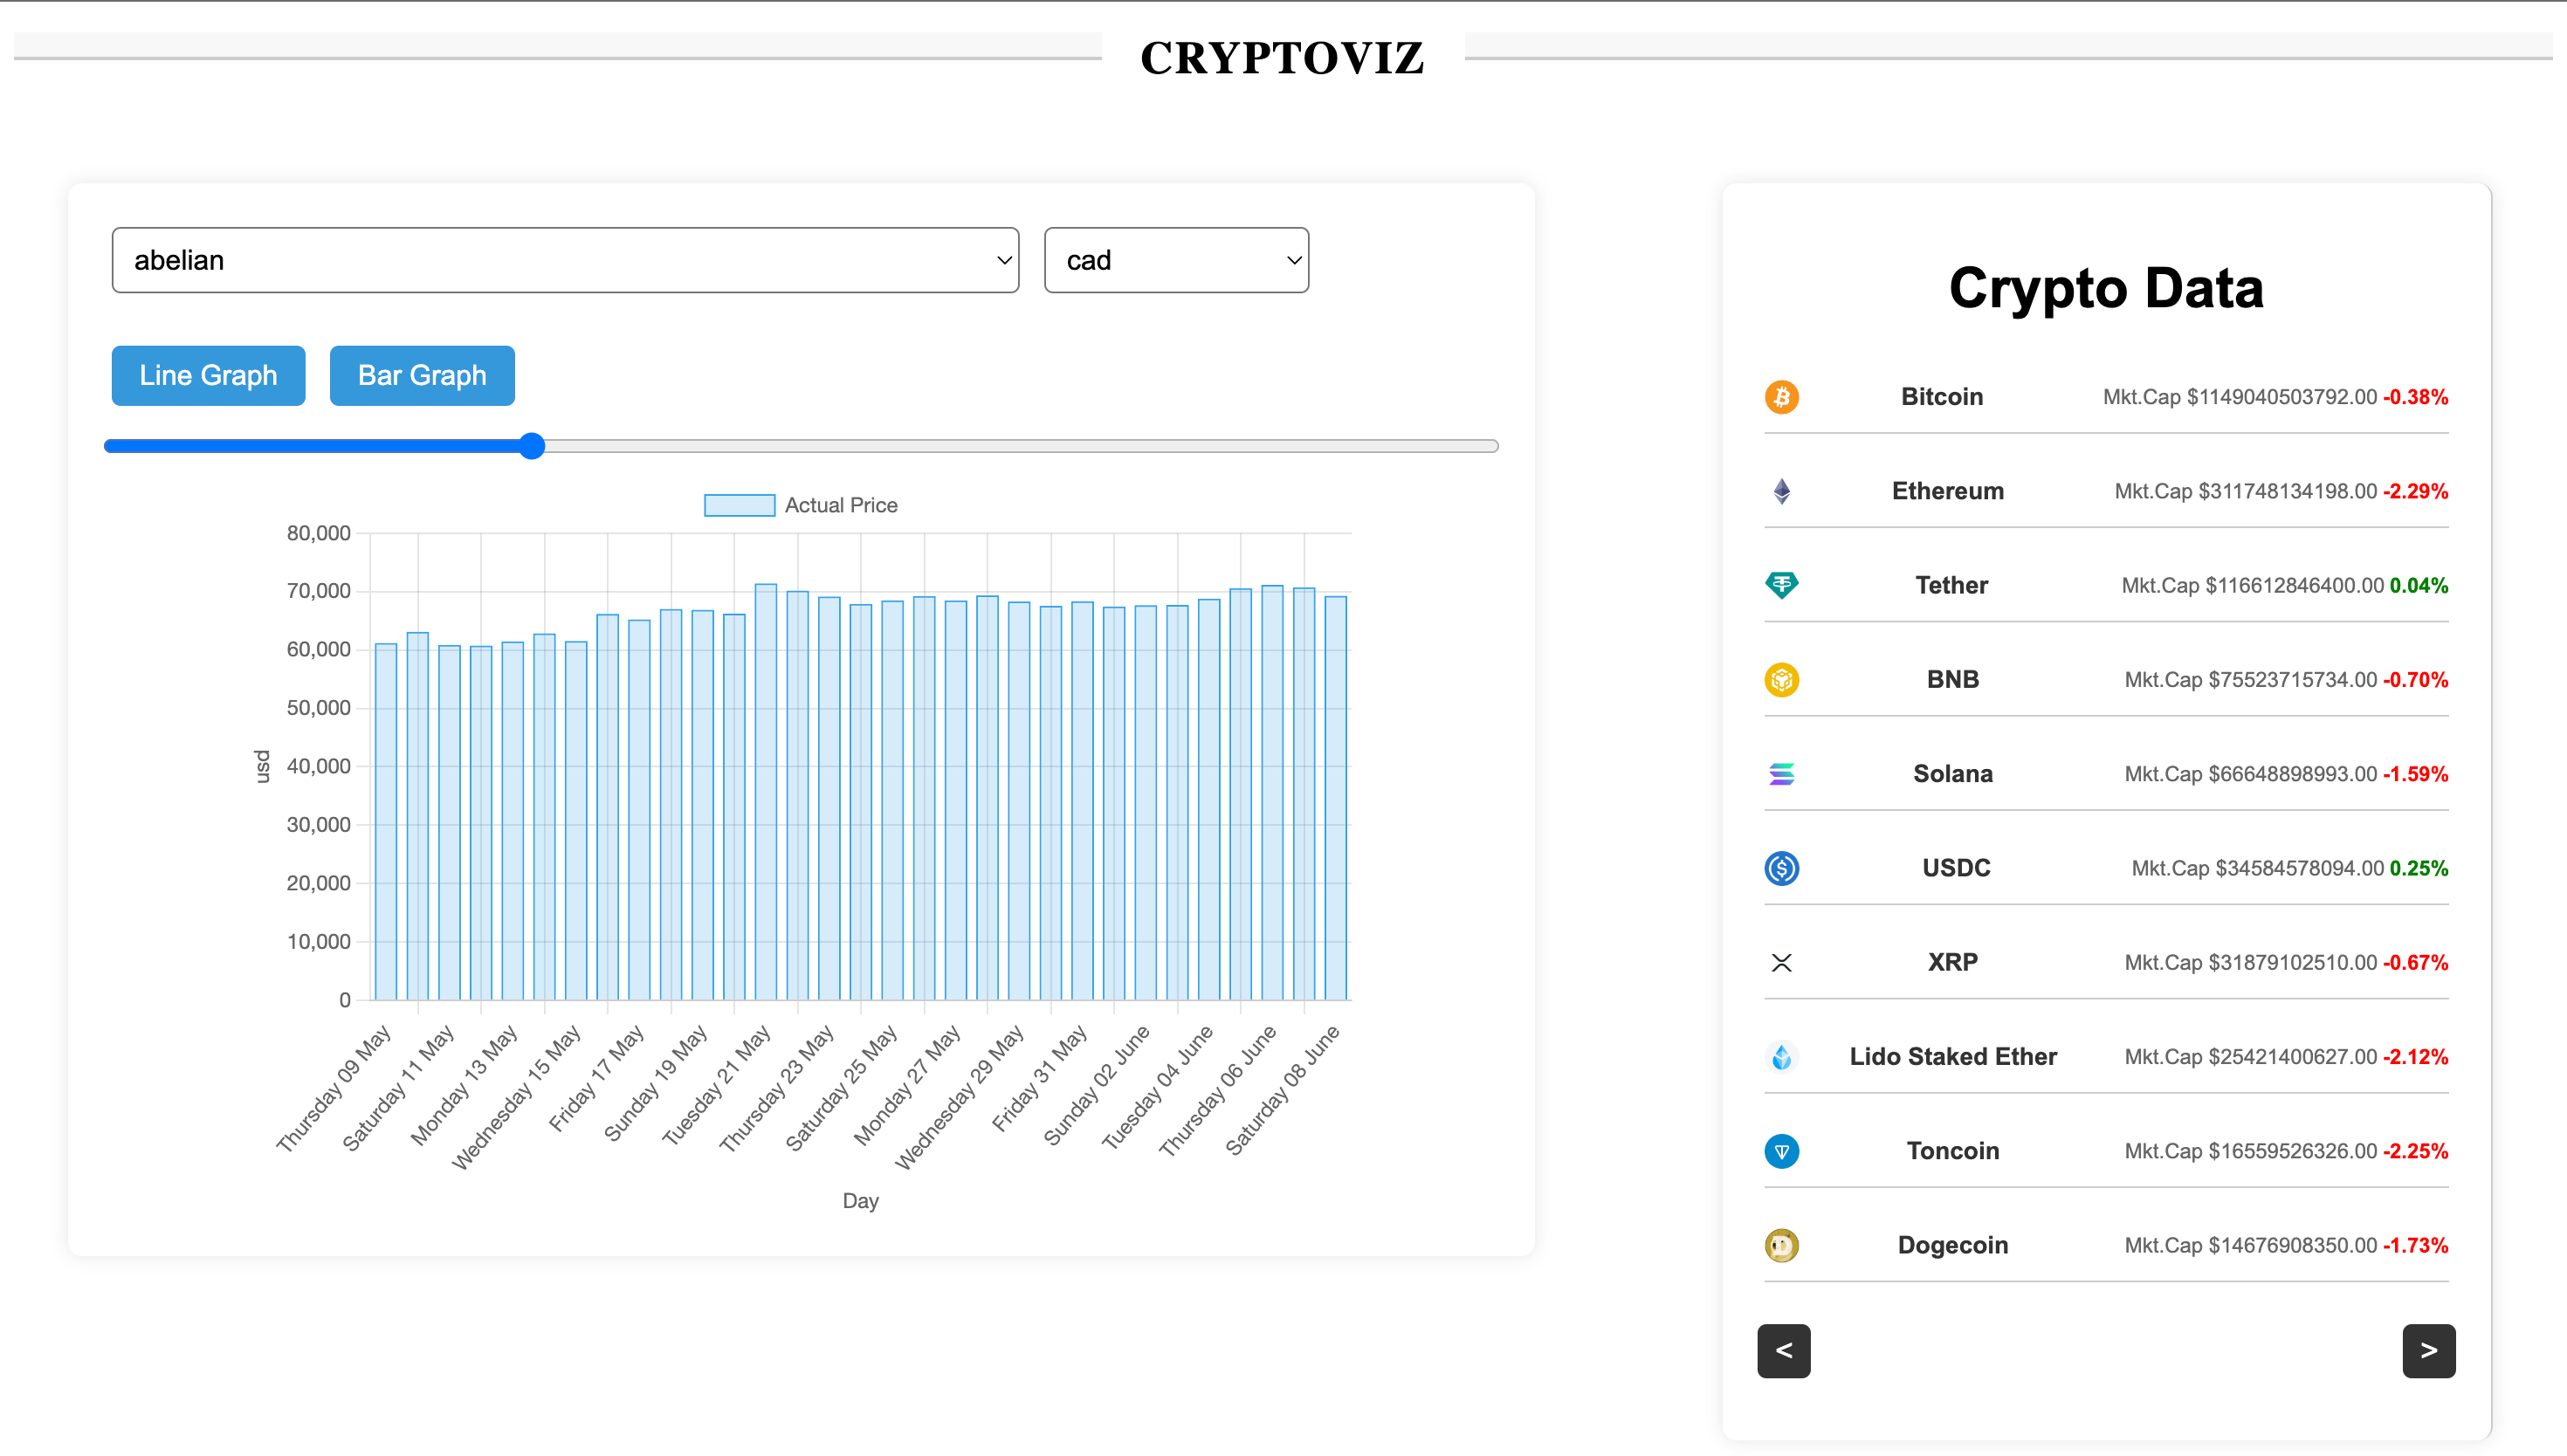 CRYPTOVIZ
abelian
cad
Line Graph
Bar Graph
Actual Price
80,000
70,000
60,000
50,000
40,000
30,000
20,000
10,000
0
usd
Thursday 09 May
Saturday 11 May
Monday 13 May
Wednesday 15 May
Friday 17 May
Sunday 19 May
Tuesday 21 May
Thursday 23 May
Saturday 25 May
Monday 27 May
Wednesday 29 May
Friday 31 May
Sunday 02 June
Tuesday 04 June
Thursday 06 June
Saturday 08 June
Day
Crypto Data
Bitcoin Mkt.Cap $1149040503792.00 -0.38%
Ethereum Mkt.Cap $311748134198.00 -2.29%
Tether Mkt.Cap $116612846400.00 0.04%
BNB Mkt.Cap $75523715734.00 -0.70%
Solana Mkt.Cap $66648898993.00 -1.59%
USDC Mkt.Cap $34584578094.00 0.25%
XRP Mkt.Cap $31879102510.00 -0.67%
Lido Staked Ether Mkt.Cap $25421400627.00 -2.12%
Toncoin Mkt.Cap $16559526326.00 -2.25%
Dogecoin Mkt.Cap $14676908350.00 -1.73%
< >